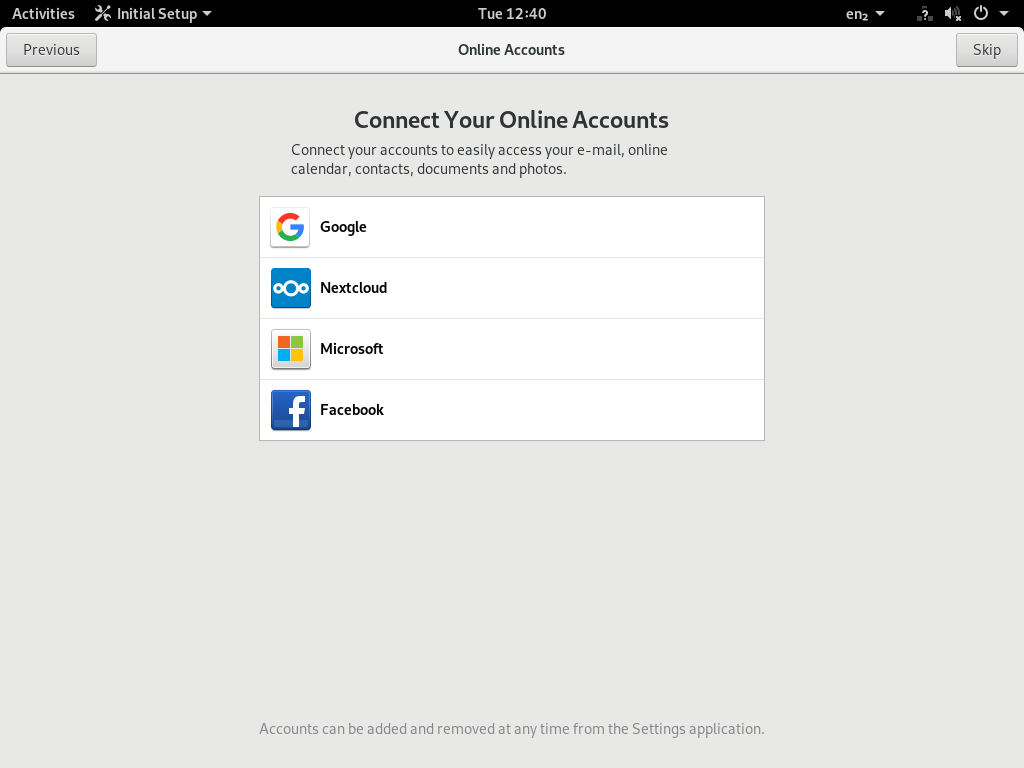 Activities Initial Setup Tue 12:40 en₂
Previous Online Accounts Skip
Connect Your Online Accounts
Connect your accounts to easily access your e-mail, online
calendar, contacts, documents and photos.
Google
Nextcloud
Microsoft
Facebook
Accounts can be added and removed at any time from the Settings application.